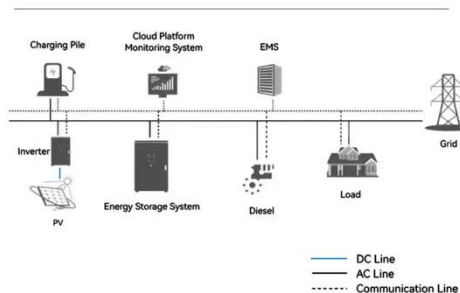 Charging Pile
Cloud Platform
Monitoring System
EMS
Inverter
Grid
PV
Energy Storage System
Diesel
Load
DC Line
AC Line
Communication Line